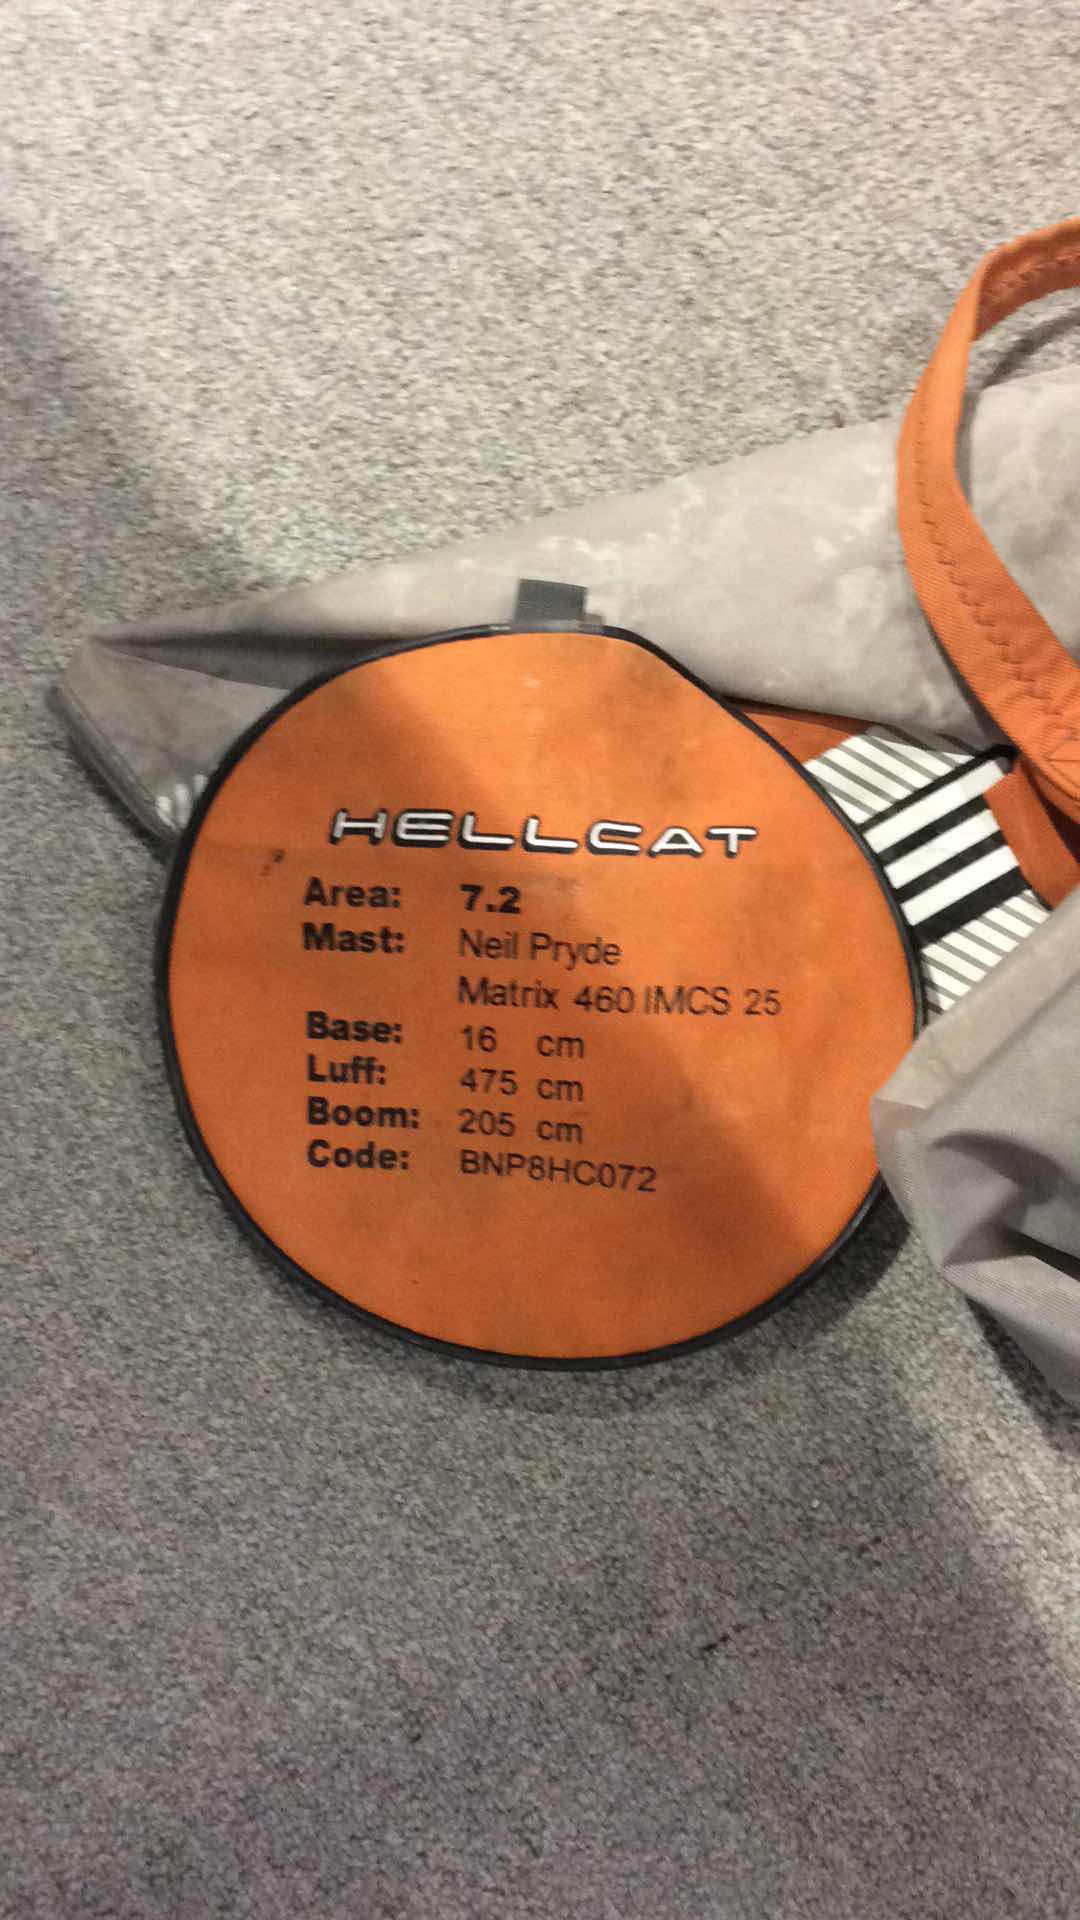 HELLCAT
Area: 7.2
Mast: Neil Pryde
Matrix 460 IMCS 25
Base: 16 cm
Luff: 475 cm
Boom: 205 cm
Code: BNP8HC072